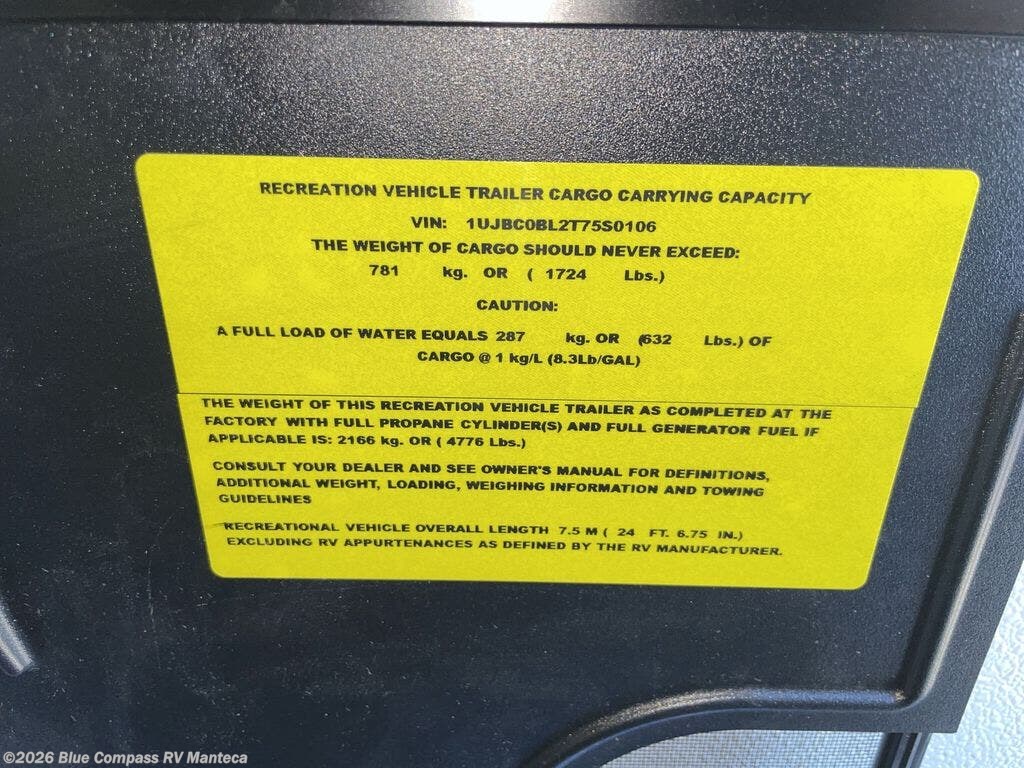 RECREATION VEHICLE TRAILER CARGO CARRYING CAPACITY
VIN: 1UJBC0BL2T75S0106
THE WEIGHT OF CARGO SHOULD NEVER EXCEED:
781 kg. OR ( 1724 Lbs.)
CAUTION:
A FULL LOAD OF WATER EQUALS 287 kg. OR (632 Lbs.) OF
CARGO @ 1 kg/L (8.3Lb/GAL)
THE WEIGHT OF THIS RECREATION VEHICLE TRAILER AS COMPLETED AT THE
FACTORY WITH FULL PROPANE CYLINDER(S) AND FULL GENERATOR FUEL IF
APPLICABLE IS: 2166 kg. OR ( 4776 Lbs.)
CONSULT YOUR DEALER AND SEE OWNER'S MANUAL FOR DEFINITIONS,
ADDITIONAL WEIGHT, LOADING, WEIGHING INFORMATION AND TOWING
GUIDELINES
RECREATIONAL VEHICLE OVERALL LENGTH 7.5 M ( 24 FT. 6.75 IN.)
EXCLUDING RV APPURTENANCES AS DEFINED BY THE RV MANUFACTURER.
©2026 Blue Compass RV Manteca